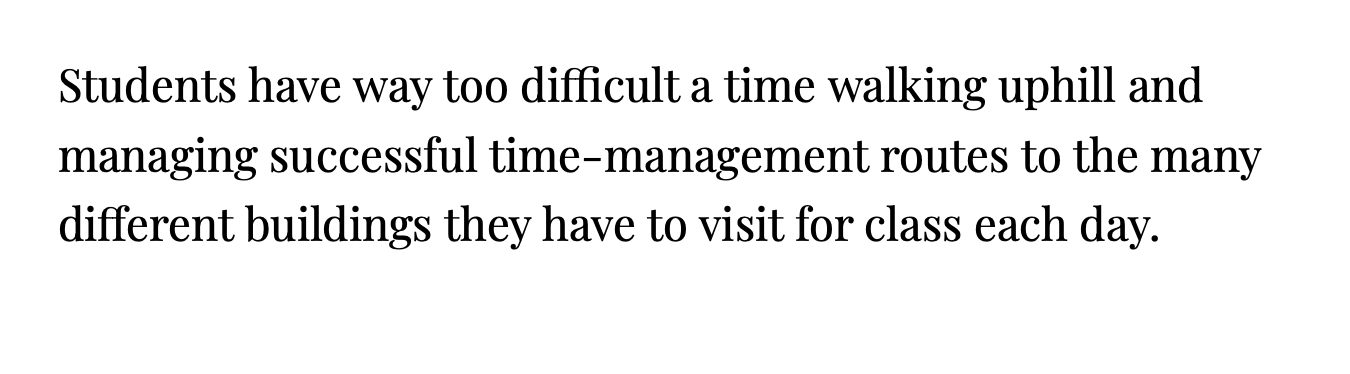 Students have way too difficult a time walking uphill and
managing successful time-management routes to the many
different buildings they have to visit for class each day.